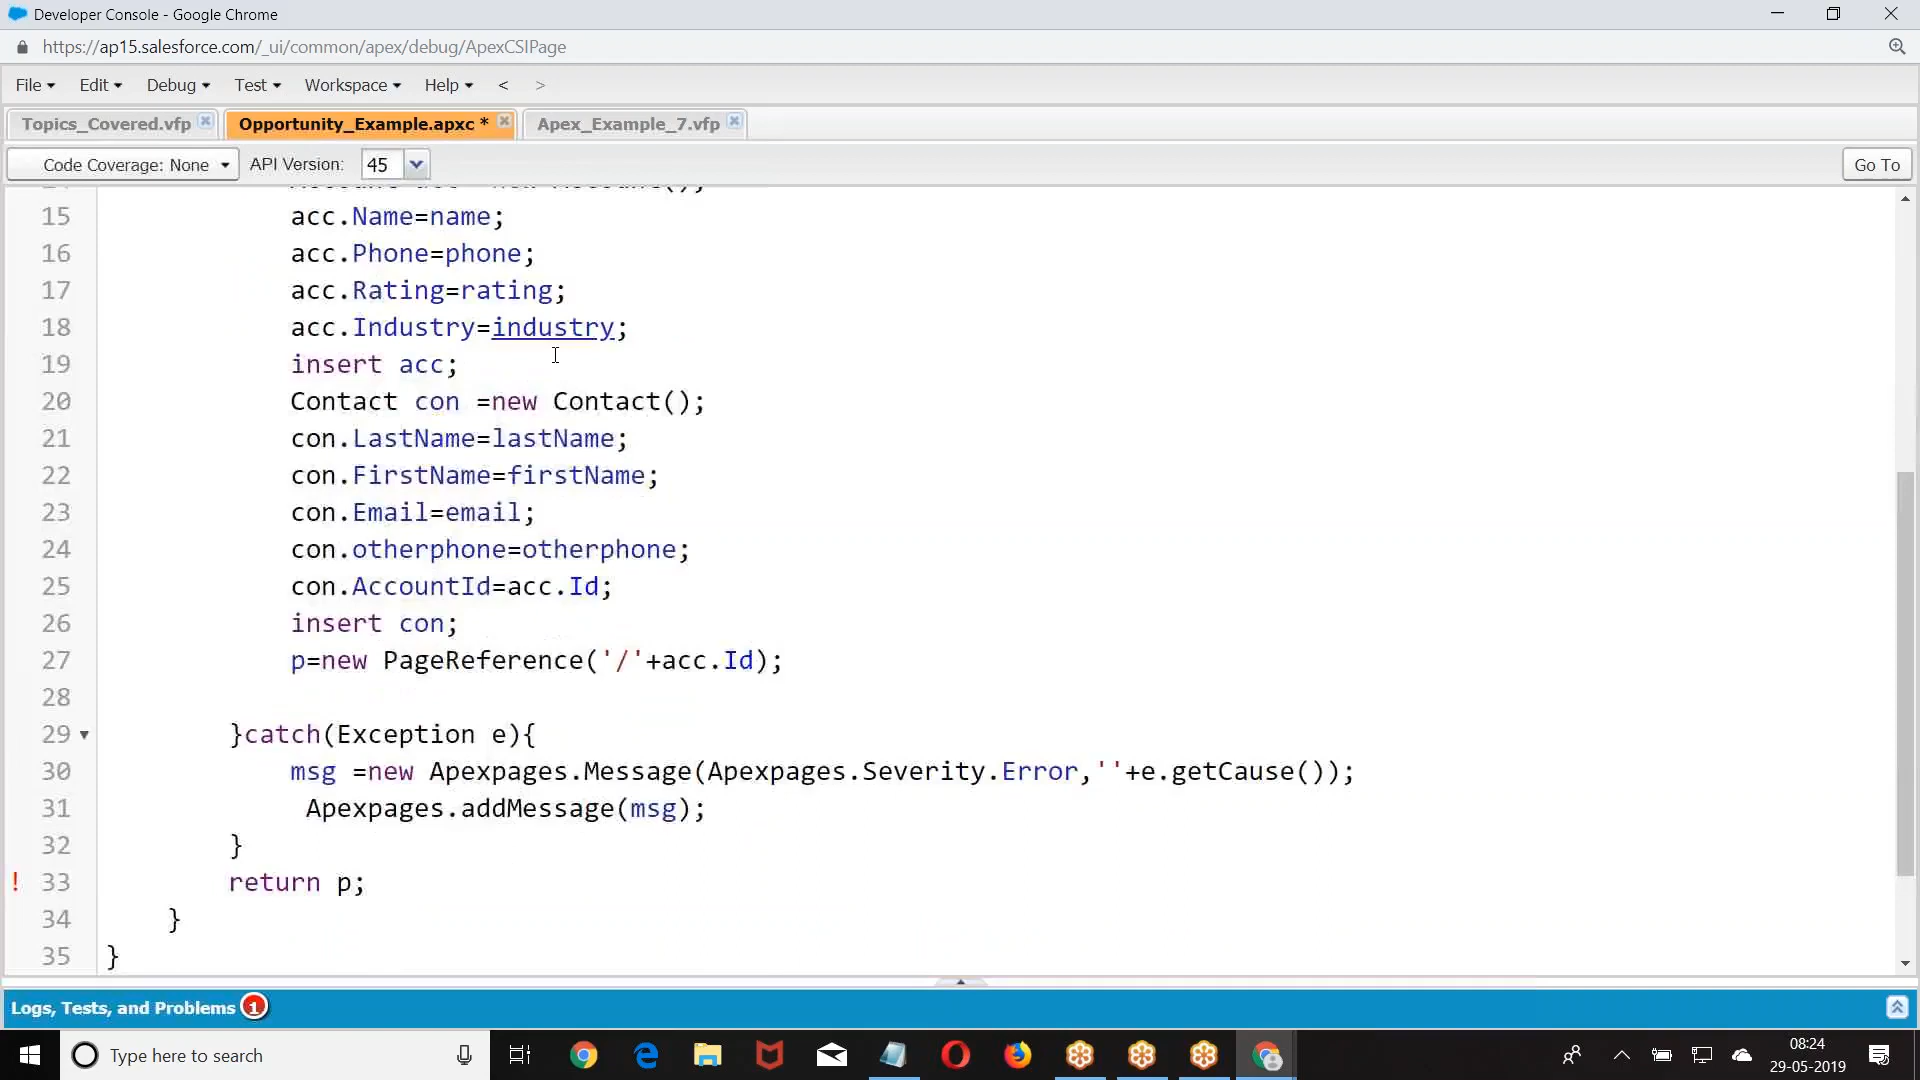 Developer Console - Google Chrome
https://ap15.salesforce.com/_ui/common/apex/debug/ApexCSIPage
File Edit Debug Test Workspace Help < >
Topics_Covered.vfp Opportunity_Example.apxc * Apex_Example_7.vfp
Code Coverage: None API Version: 45 Go To
15 acc.Name=name;
16 acc.Phone=phone;
17 acc.Rating=rating;
18 acc.Industry=industry;
19 insert acc;
20 Contact con =new Contact();
21 con.LastName=lastName;
22 con.FirstName=firstName;
23 con.Email=email;
24 con.otherphone=otherphone;
25 con.AccountId=acc.Id;
26 insert con;
27 p=new PageReference('/'+acc.Id);
28
29 }catch(Exception e){
30 msg =new Apexpages.Message(Apexpages.Severity.Error,''+e.getCause());
31 Apexpages.addMessage(msg);
32 }
! 33 return p;
34 }
35 }
Logs, Tests, and Problems 1
Type here to search
08:24
29-05-2019